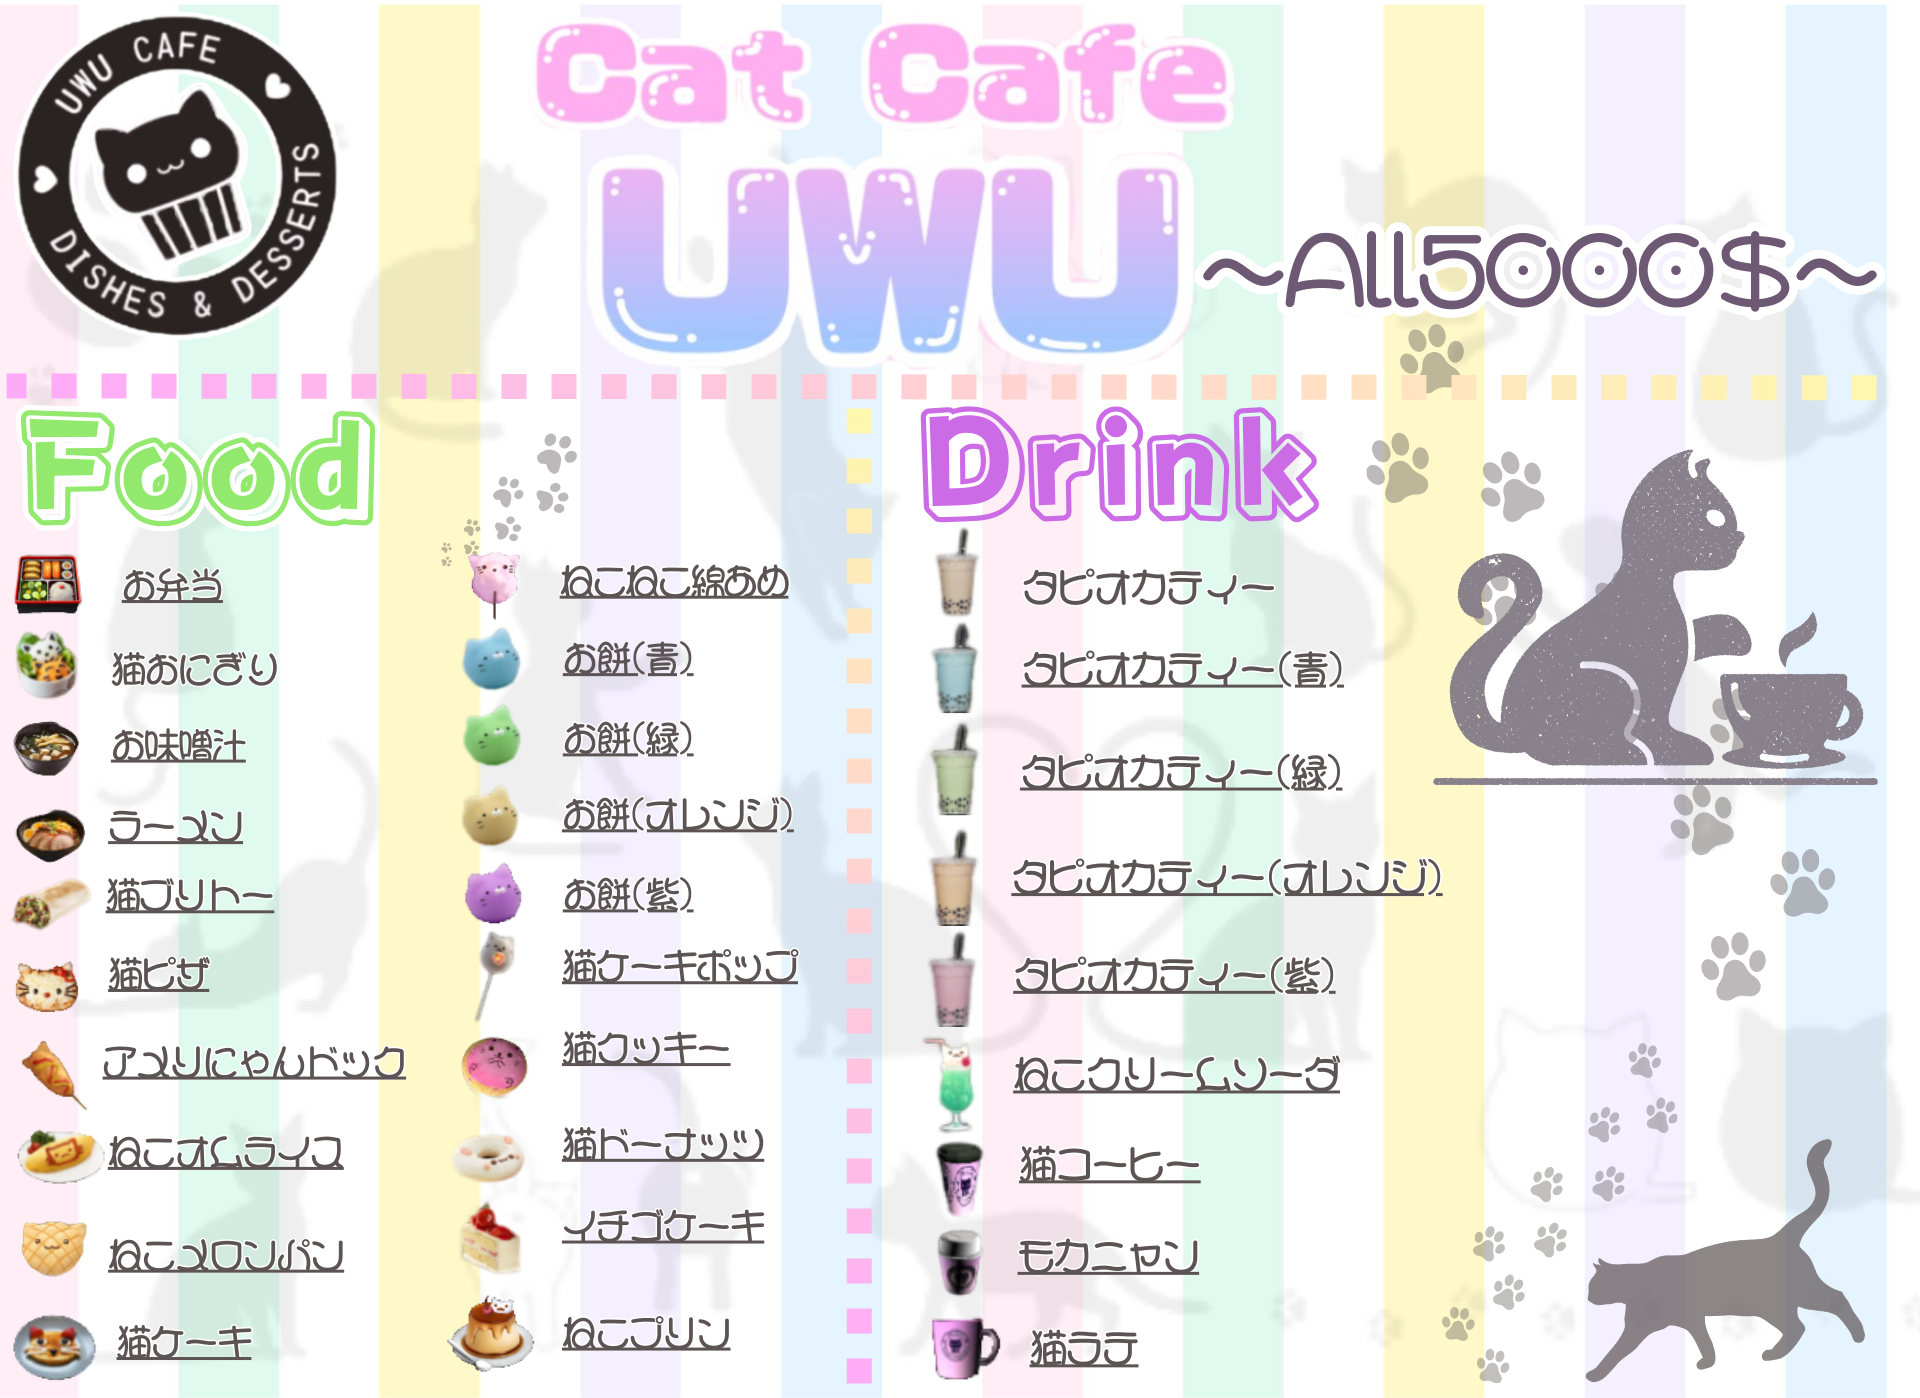 UWU CAFE
DISHES & DESSERTS
Cat Cafe
UWU
~All5000$~
Food
お弁当
猫おにぎり
お味噌汁
ラーメン
猫ブリトー
猫ピザ
アメリにゃんドック
ねこオムライス
ねこメロンパン
猫ケーキ
ねこねこ綿あめ
お餅(青)
お餅(緑)
お餅(オレンジ)
お餅(紫)
猫ケーキポップ
猫クッキー
猫ドーナッツ
イチゴケーキ
ねこプリン
Drink
タピオカティー
タピオカティー(青)
タピオカティー(緑)
タピオカティー(オレンジ)
タピオカティー(紫)
ねこクリームソーダ
猫コーヒー
モカニャン
猫ラテ